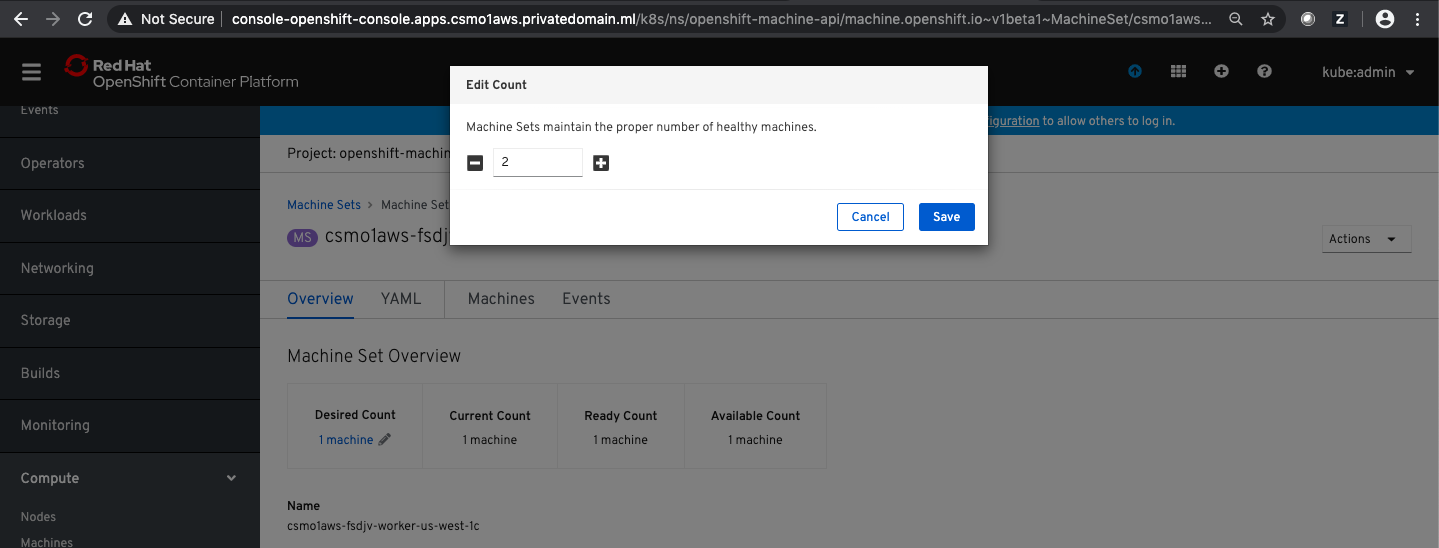 Not Secure console-openshift-console.apps.csmo1aws.privatedomain.ml/k8s/ns/openshift-machine-api/machine.openshift.io~v1beta1~MachineSet/csmo1aws...
Z
Red Hat
OpenShift Container Platform
kube:admin
Edit Count
Machine Sets maintain the proper number of healthy machines.
2
Cancel
Save
Events
Operators
Workloads
Networking
Storage
Builds
Monitoring
Compute
Nodes
Machines
iguration to allow others to log in.
Project: openshift-machin
Machine Sets > Machine Set
MS csmo1aws-fsdj
Actions
Overview YAML Machines Events
Machine Set Overview
Desired Count Current Count Ready Count Available Count
1 machine 1 machine 1 machine 1 machine
Name
csmo1aws-fsdjv-worker-us-west-1c